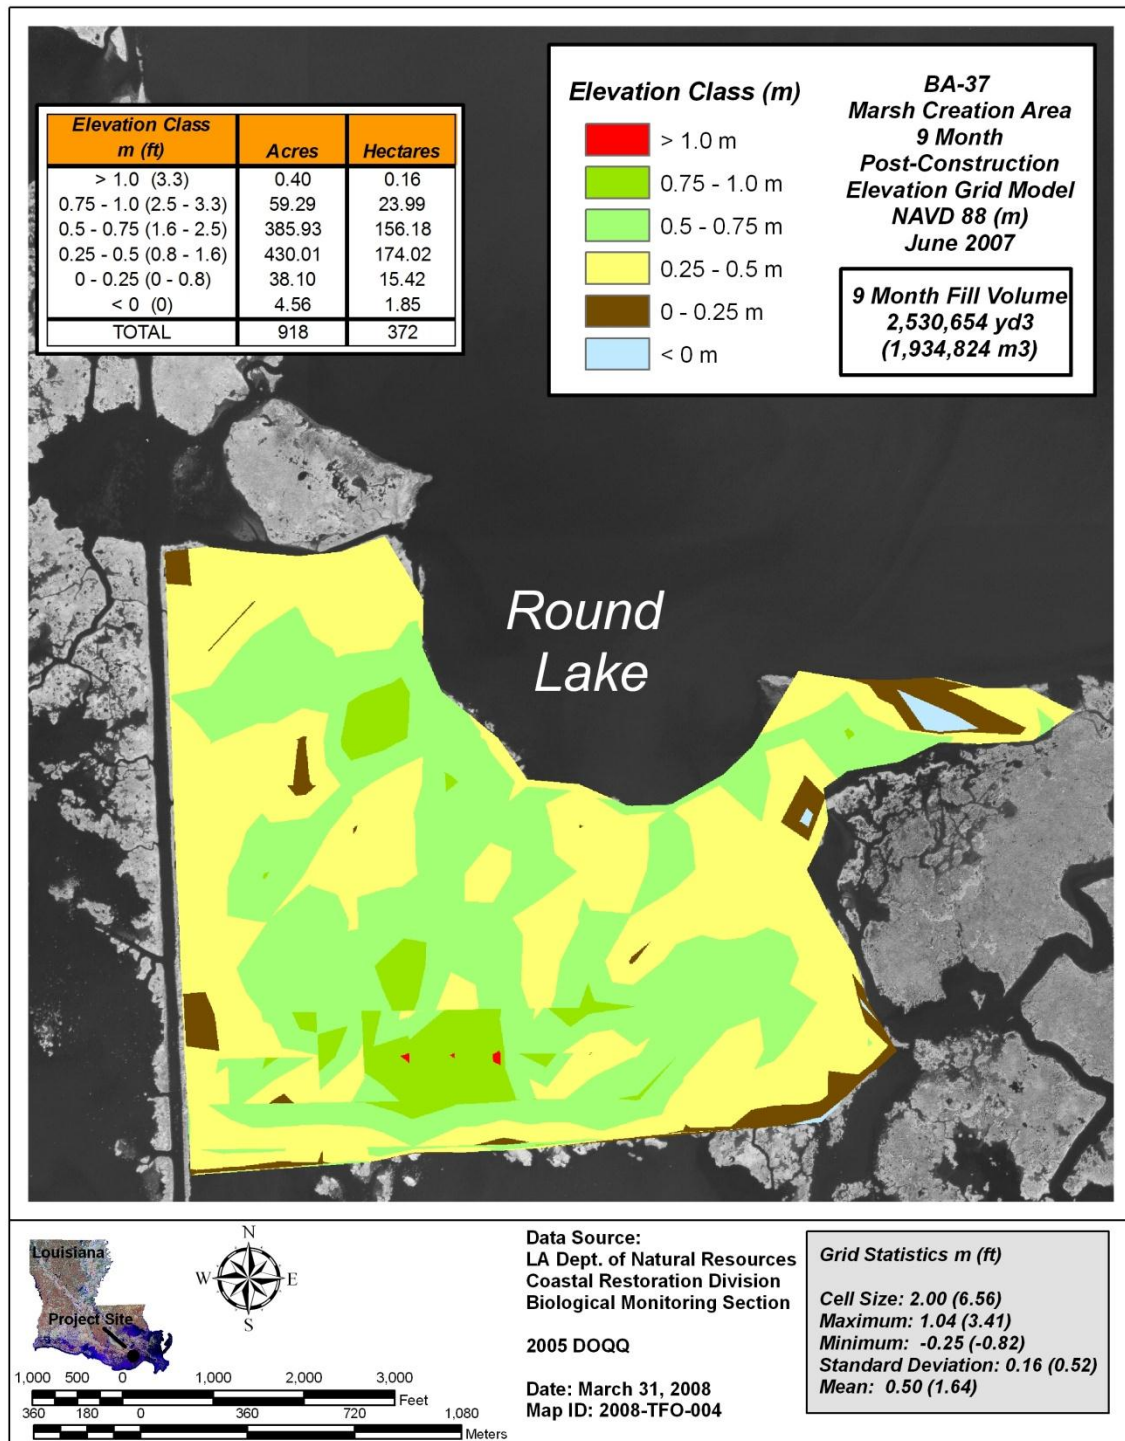 Elevation Class
m (ft) Acres Hectares
> 1.0 (3.3) 0.40 0.16
0.75 - 1.0 (2.5 - 3.3) 59.29 23.99
0.5 - 0.75 (1.6 - 2.5) 385.93 156.18
0.25 - 0.5 (0.8 - 1.6) 430.01 174.02
0 - 0.25 (0 - 0.8) 38.10 15.42
< 0 (0) 4.56 1.85
TOTAL 918 372
Elevation Class (m)
> 1.0 m
0.75 - 1.0 m
0.5 - 0.75 m
0.25 - 0.5 m
0 - 0.25 m
< 0 m
BA-37
Marsh Creation Area
9 Month
Post-Construction
Elevation Grid Model
NAVD 88 (m)
June 2007
9 Month Fill Volume
2,530,654 yd3
(1,934,824 m3)
Round
Lake
Louisiana
Project Site
N
W E
S
1,000 500 0 1,000 2,000 3,000
Feet
360 180 0 360 720 1,080
Meters
Data Source:
LA Dept. of Natural Resources
Coastal Restoration Division
Biological Monitoring Section
2005 DOQQ
Date: March 31, 2008
Map ID: 2008-TFO-004
Grid Statistics m (ft)
Cell Size: 2.00 (6.56)
Maximum: 1.04 (3.41)
Minimum: -0.25 (-0.82)
Standard Deviation: 0.16 (0.52)
Mean: 0.50 (1.64)